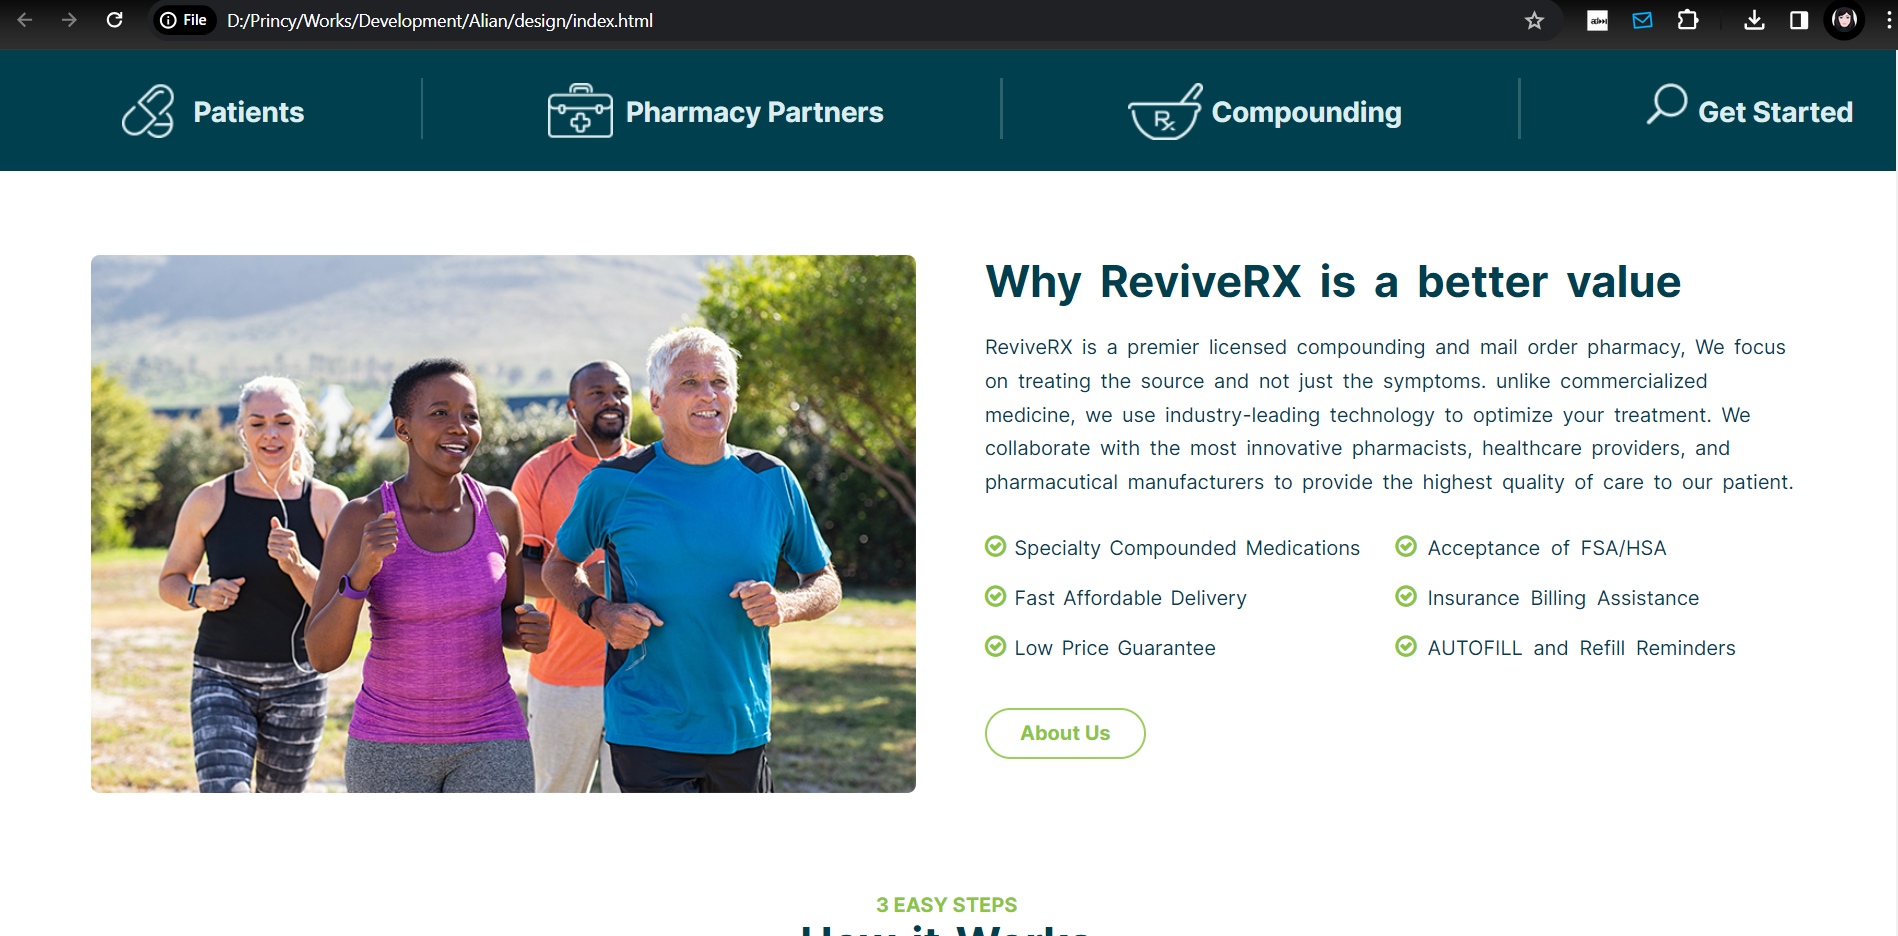 File D:/Princy/Works/Development/Alian/design/index.html
Patients Pharmacy Partners Compounding Get Started
Why ReviveRX is a better value
ReviveRX is a premier licensed compounding and mail order pharmacy, We focus
on treating the source and not just the symptoms. unlike commercialized
medicine, we use industry-leading technology to optimize your treatment. We
collaborate with the most innovative pharmacists, healthcare providers, and
pharmacutical manufacturers to provide the highest quality of care to our patient.
Specialty Compounded Medications Acceptance of FSA/HSA
Fast Affordable Delivery Insurance Billing Assistance
Low Price Guarantee AUTOFILL and Refill Reminders
About Us
3 EASY STEPS
How it Works